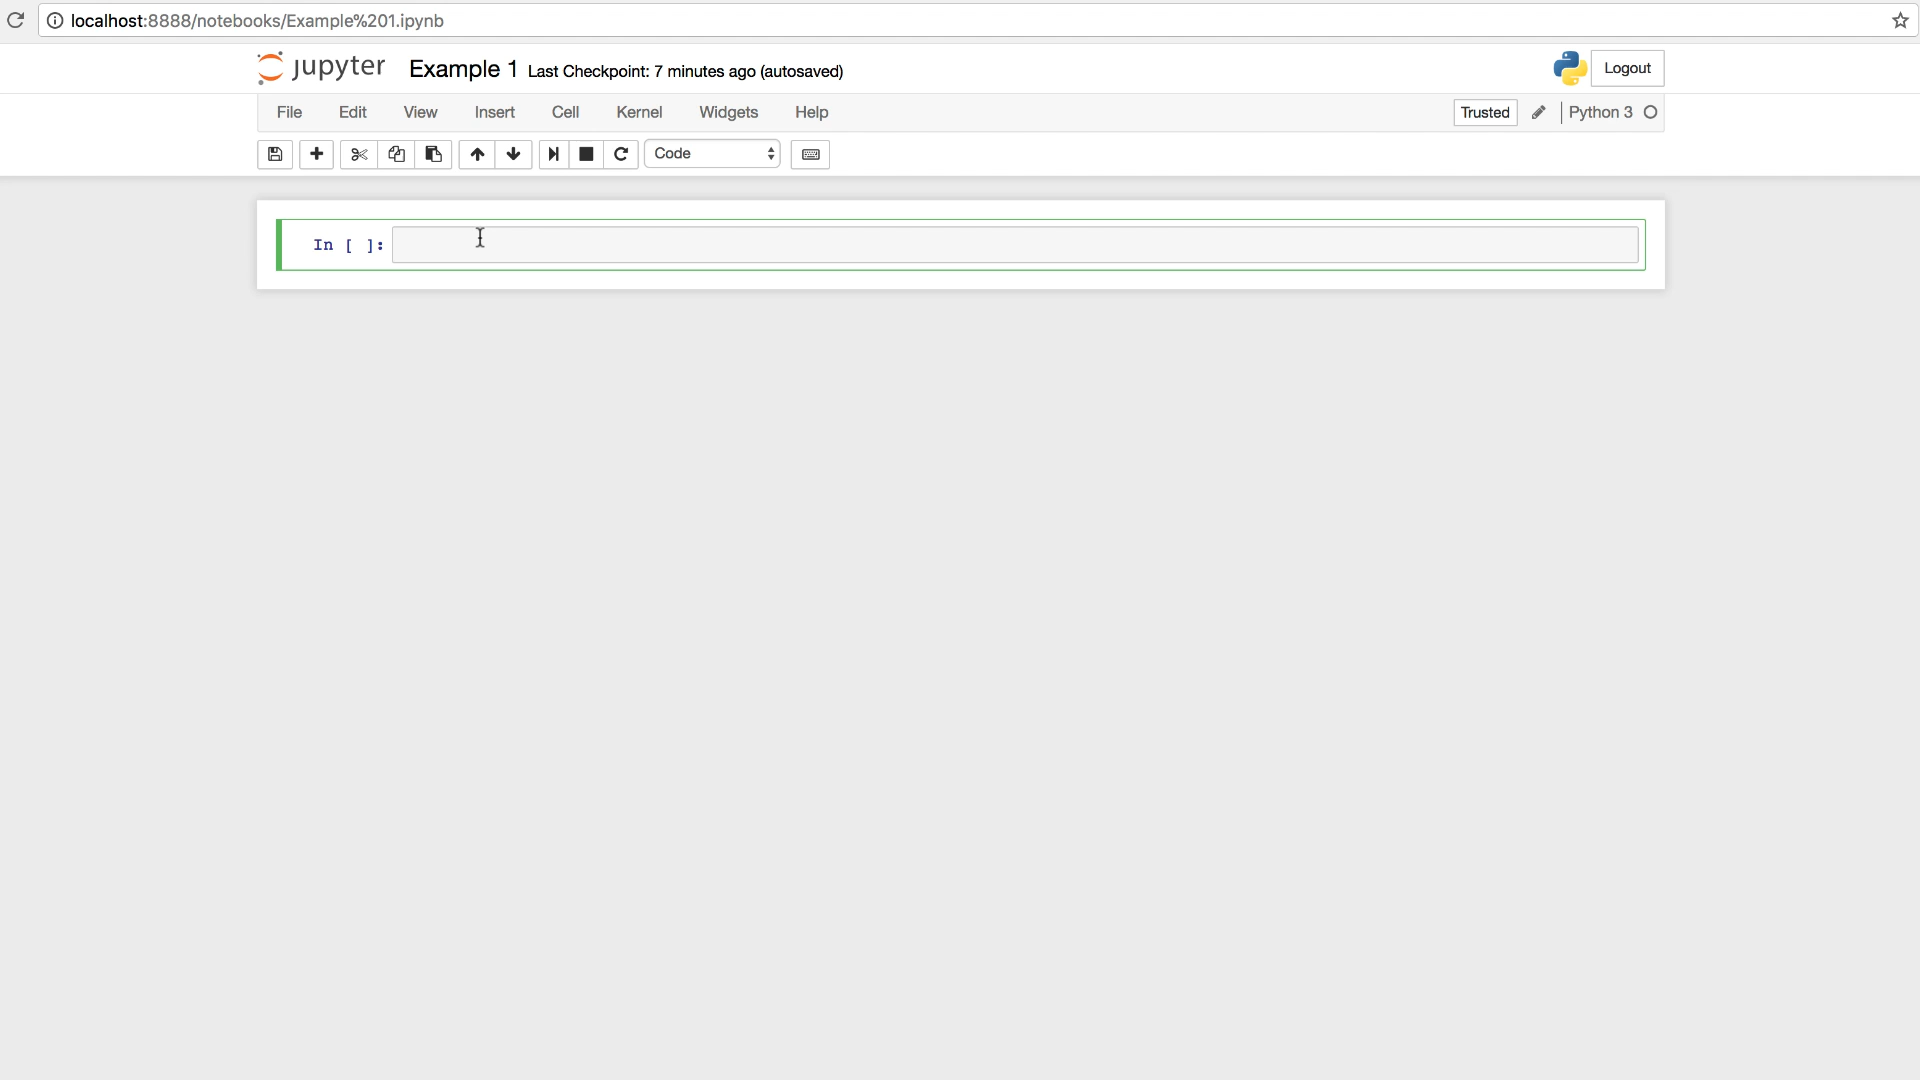 localhost:8888/notebooks/Example%201.ipynb
jupyter Example 1 Last Checkpoint: 7 minutes ago (autosaved) Logout
File Edit View Insert Cell Kernel Widgets Help Trusted Python 3
Code
In [ ]: